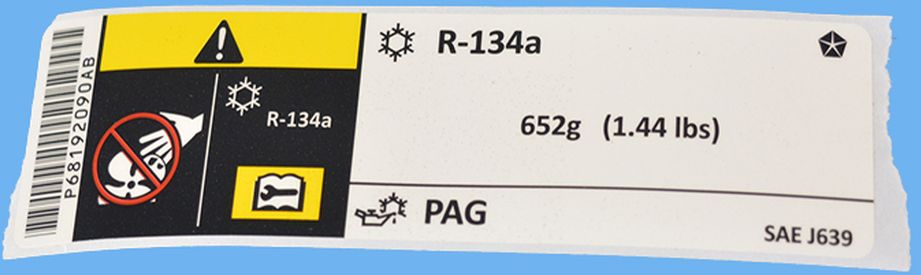 P68192090AB
R-134a
R-134a
652g (1.44 lbs)
PAG
SAE J639